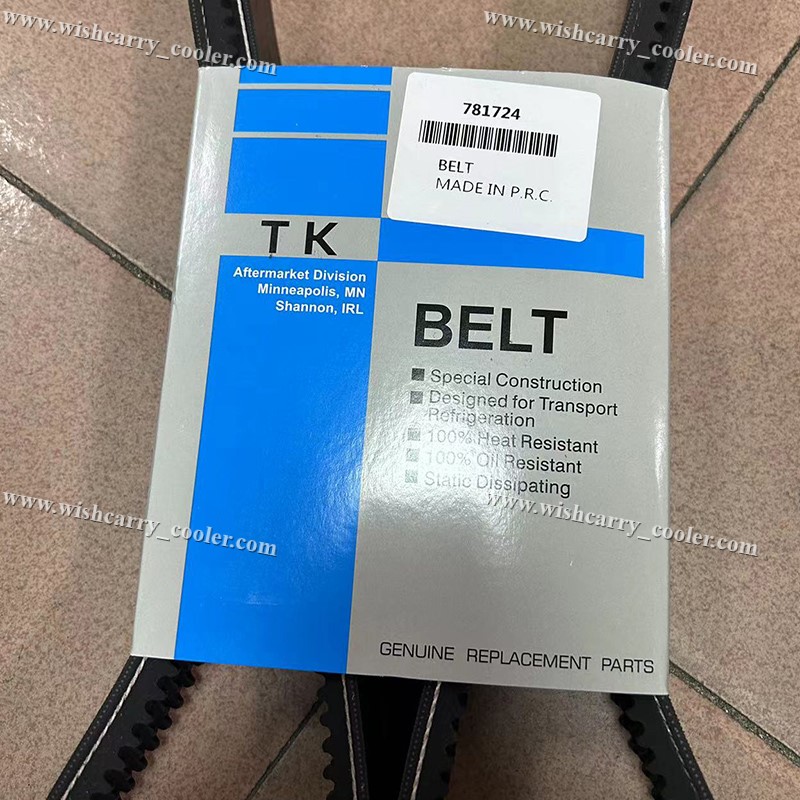 www.wishcarry_cooler.com
www.wishcarry_cooler.com
781724
BELT
MADE IN P.R.C.
TK
Aftermarket Division
Minneapolis, MN
Shannon, IRL
BELT
Special Construction
Designed for Transport
Refrigeration
100% Heat Resistant
100% Oil Resistant
Static Dissipating
www.wishcarry_cooler.com
www.wishcarry_cooler.com
GENUINE REPLACEMENT PARTS